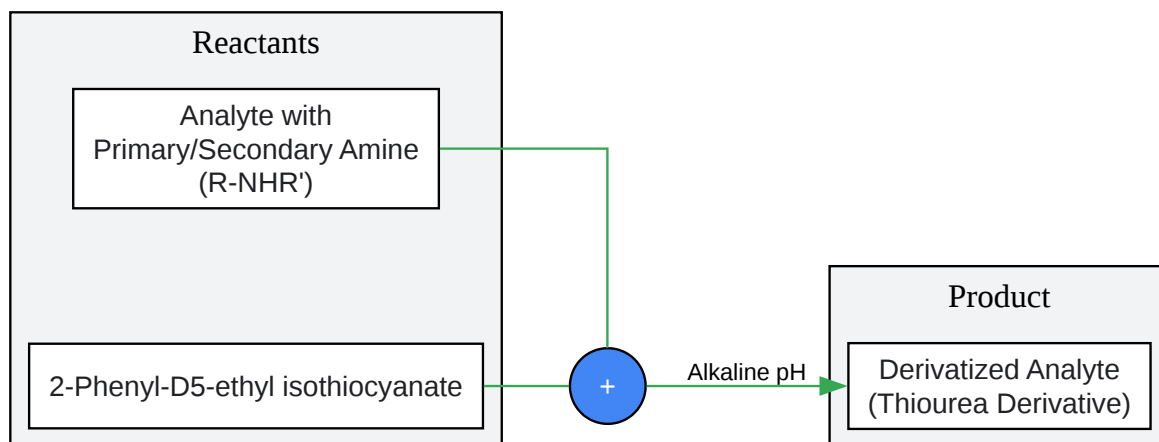 Reactants
Analyte with
Primary/Secondary Amine
(R-NHR')
2-Phenyl-D5-ethyl isothiocyanate
+
Alkaline pH
Product
Derivatized Analyte
(Thiourea Derivative)